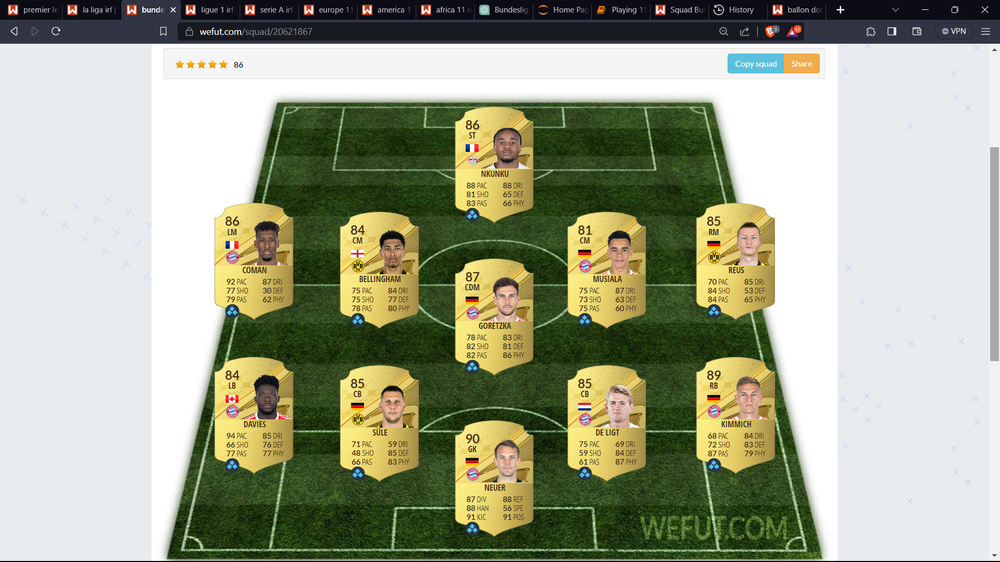 premier le
la liga irf
bunde
ligue 1 irf
serie A irf
europe 11
america 1
africa 11 i
Bundeslig
Home Pag
Playing 11
Squad Bui
History
ballon dor
wefut.com/squad/20621867
3
12
VPN
86
Copy squad
Share
86
ST
NKUNKU
88 PAC 88 DRI
81 SHO 65 DEF
83 PAS 66 PHY
86
LM
COMAN
92 PAC 87 DRI
77 SHO 30 DEF
79 PAS 62 PHY
84
CM
BVB
09
BELLINGHAM
75 PAC 84 DRI
75 SHO 77 DEF
78 PAS 80 PHY
87
CDM
GORETZKA
78 PAC 83 DRI
82 SHO 81 DEF
82 PAS 86 PHY
81
CM
MUSIALA
75 PAC 87 DRI
73 SHO 63 DEF
75 PAS 60 PHY
85
RM
BVB
09
REUS
70 PAC 85 DRI
84 SHO 53 DEF
84 PAS 65 PHY
84
LB
DAVIES
94 PAC 85 DRI
66 SHO 76 DEF
77 PAS 77 PHY
85
CB
BVB
09
SÜLE
71 PAC 59 DRI
48 SHO 85 DEF
66 PAS 83 PHY
90
GK
NEUER
87 DIV 88 REF
88 HAN 56 SPE
91 KIC 91 POS
85
CB
DE LIGT
75 PAC 69 DRI
59 SHO 84 DEF
61 PAS 87 PHY
89
RB
KIMMICH
68 PAC 84 DRI
72 SHO 83 DEF
87 PAS 79 PHY
WEFUT.COM